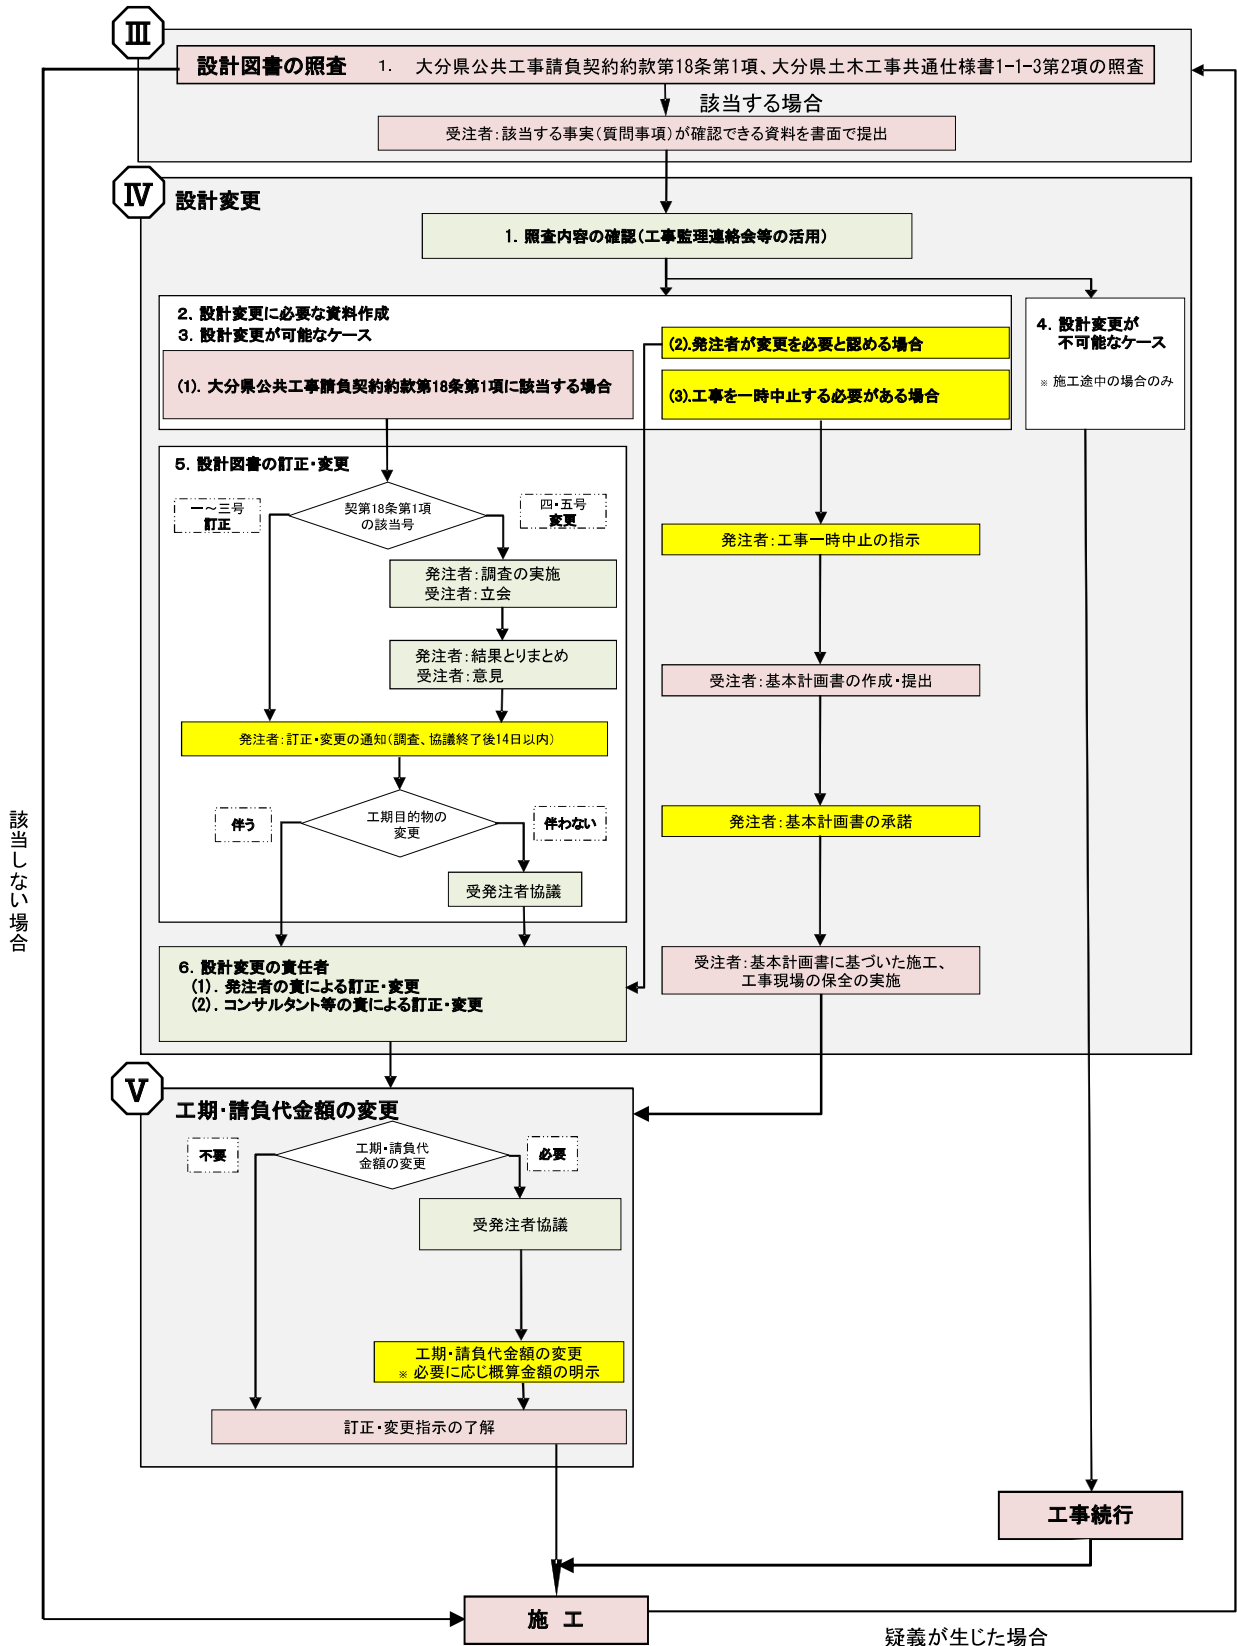 Ⅲ
設計図書の照査 1. 大分県公共工事請負契約約款第18条第1項、大分県土木工事共通仕様書1-1-3第2項の照査
該当する場合
受注者：該当する事実（質問事項）が確認できる資料を書面で提出
Ⅳ
設計変更
1. 照査内容の確認（工事監理連絡会等の活用）
2. 設計変更に必要な資料作成
3. 設計変更が可能なケース
(1). 大分県公共工事請負契約約款第18条第1項に該当する場合
(2).発注者が変更を必要と認める場合
(3).工事を一時中止する必要がある場合
4. 設計変更が
不可能なケース
※ 施工途中の場合のみ
5. 設計図書の訂正・変更
契第18条第1項
の該当号
一～三号
訂正
四・五号
変更
発注者：調査の実施
受注者：立会
発注者：結果とりまとめ
受注者：意見
発注者：訂正・変更の通知（調査、協議終了後14日以内）
工期目的物の
変更
伴う
伴わない
受発注者協議
発注者：工事一時中止の指示
受注者：基本計画書の作成・提出
発注者：基本計画書の承諾
受注者：基本計画書に基づいた施工、
工事現場の保全の実施
6. 設計変更の責任者
(1). 発注者の責による訂正・変更
(2). コンサルタント等の責による訂正・変更
該当しない場合
Ⅴ
工期・請負代金額の変更
工期・請負代
金額の変更
不要
必要
受発注者協議
工期・請負代金額の変更
※ 必要に応じ概算金額の明示
訂正・変更指示の了解
工事続行
施 工
疑義が生じた場合